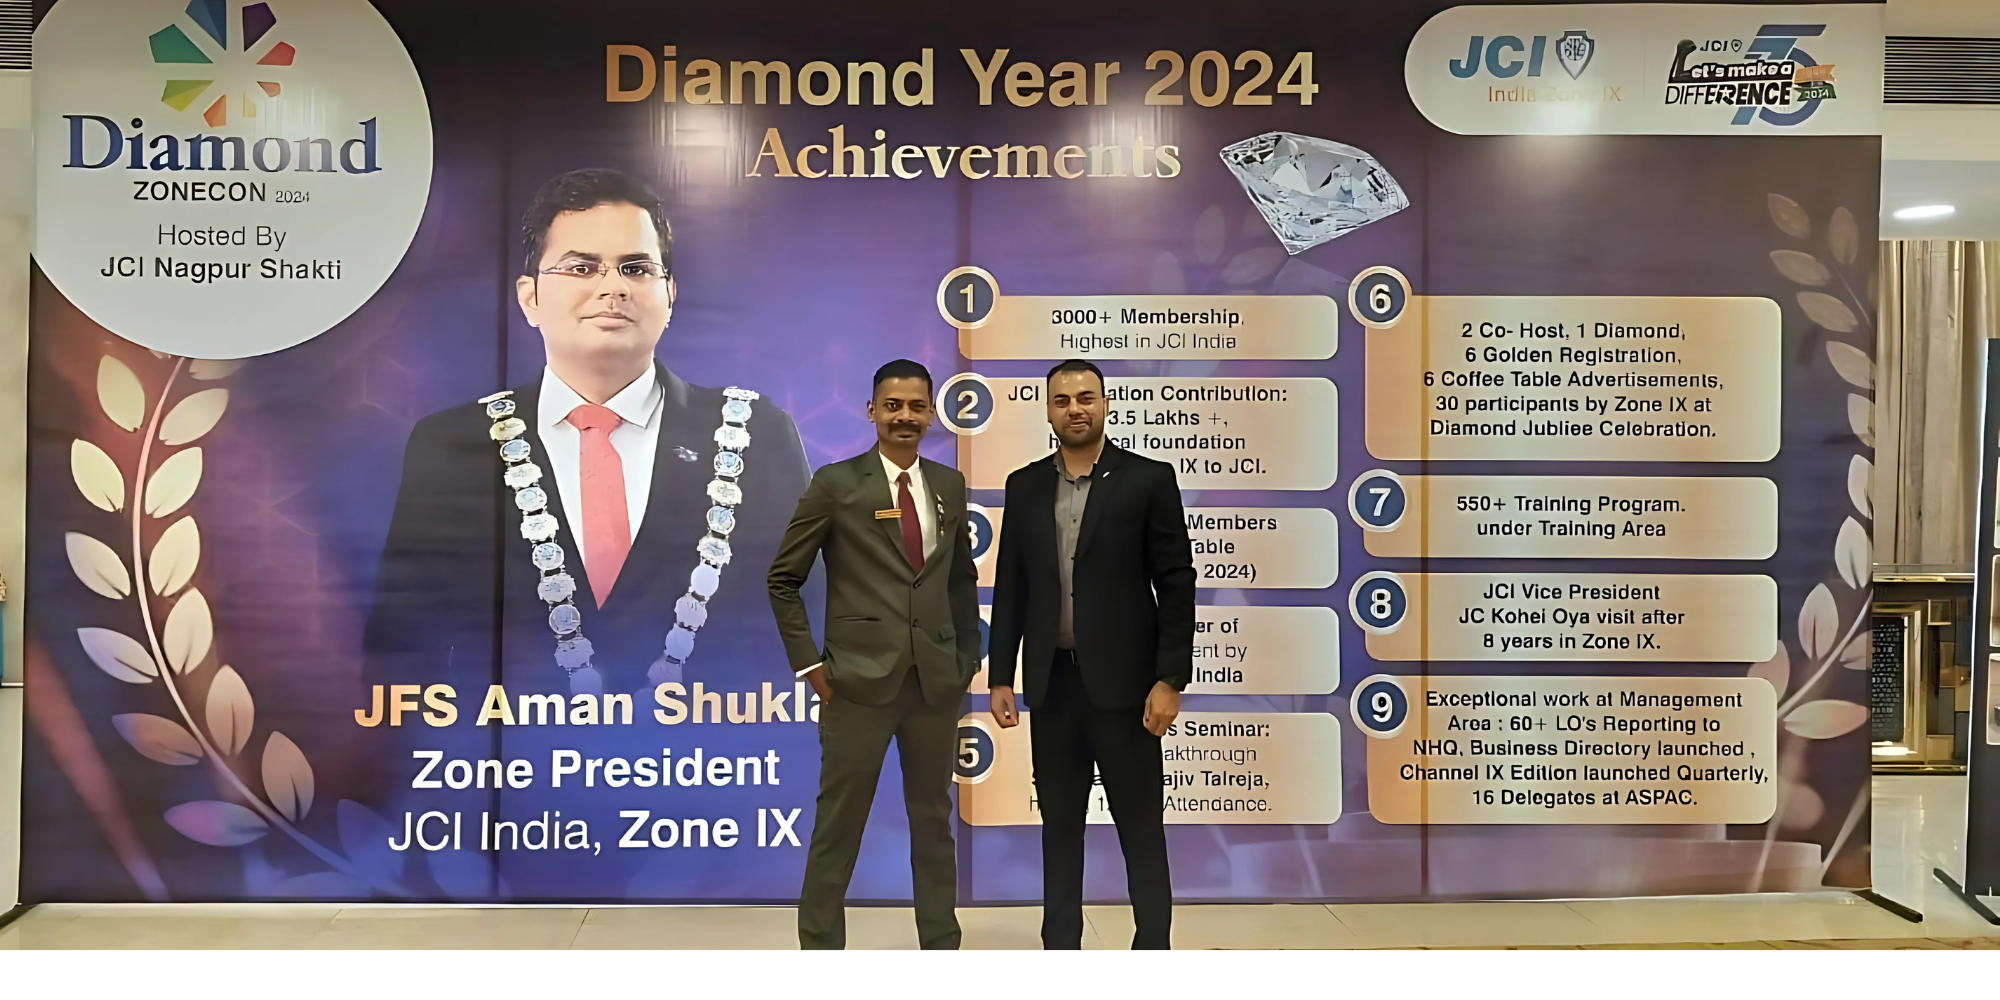 Diamond
ZONECON 2024
Hosted By
JCI Nagpur Shakti
Diamond Year 2024
Achievements
JCI
India Zone IX
JCI
75
Let's make a
DIFFERENCE
2024
JFS Aman Shukla
Zone President
JCI India, Zone IX
1
3000+ Membership,
Highest in JCI India
2
JCI ation Contribution:
3.5 Lakhs +,
cal foundation
IX to JCI.
3
Members
Table
2024)
er of
ent by
India
5
s Seminar:
akthrough
ajiv Talreja,
Attendance.
6
2 Co- Host, 1 Diamond,
6 Golden Registration,
6 Coffee Table Advertisements,
30 participants by Zone IX at
Diamond Jubliee Celebration.
7
550+ Training Program.
under Training Area
8
JCI Vice President
JC Kohei Oya visit after
8 years in Zone IX.
9
Exceptional work at Management
Area : 60+ LO's Reporting to
NHQ, Business Directory launched ,
Channel IX Edition launched Quarterly,
16 Delegates at ASPAC.